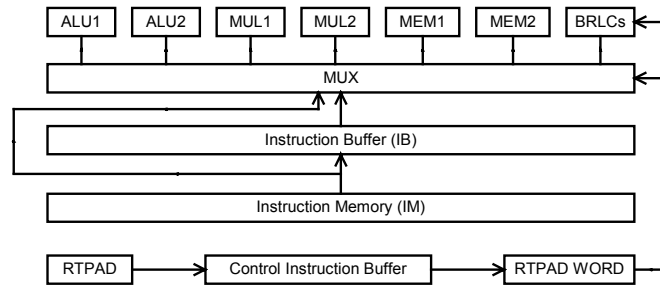 ALU1 ALU2 MUL1 MUL2 MEM1 MEM2 BRLCs
MUX
Instruction Buffer (IB)
Instruction Memory (IM)
RTPAD Control Instruction Buffer RTPAD WORD